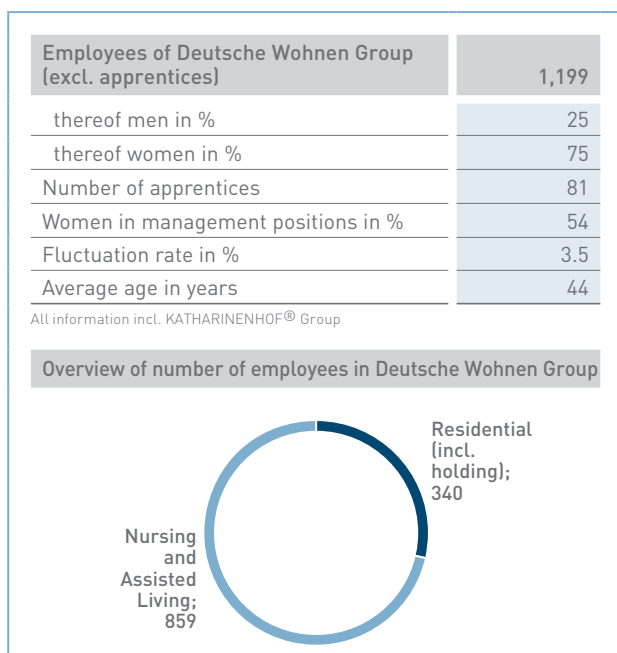 Employees of Deutsche Wohnen Group
(excl. apprentices) 1,199
thereof men in % 25
thereof women in % 75
Number of apprentices 81
Women in management positions in % 54
Fluctuation rate in % 3.5
Average age in years 44
All information incl. KATHARINENHOF® Group
Overview of number of employees in Deutsche Wohnen Group
Residential
(incl.
holding);
340
Nursing
and
Assisted
Living;
859